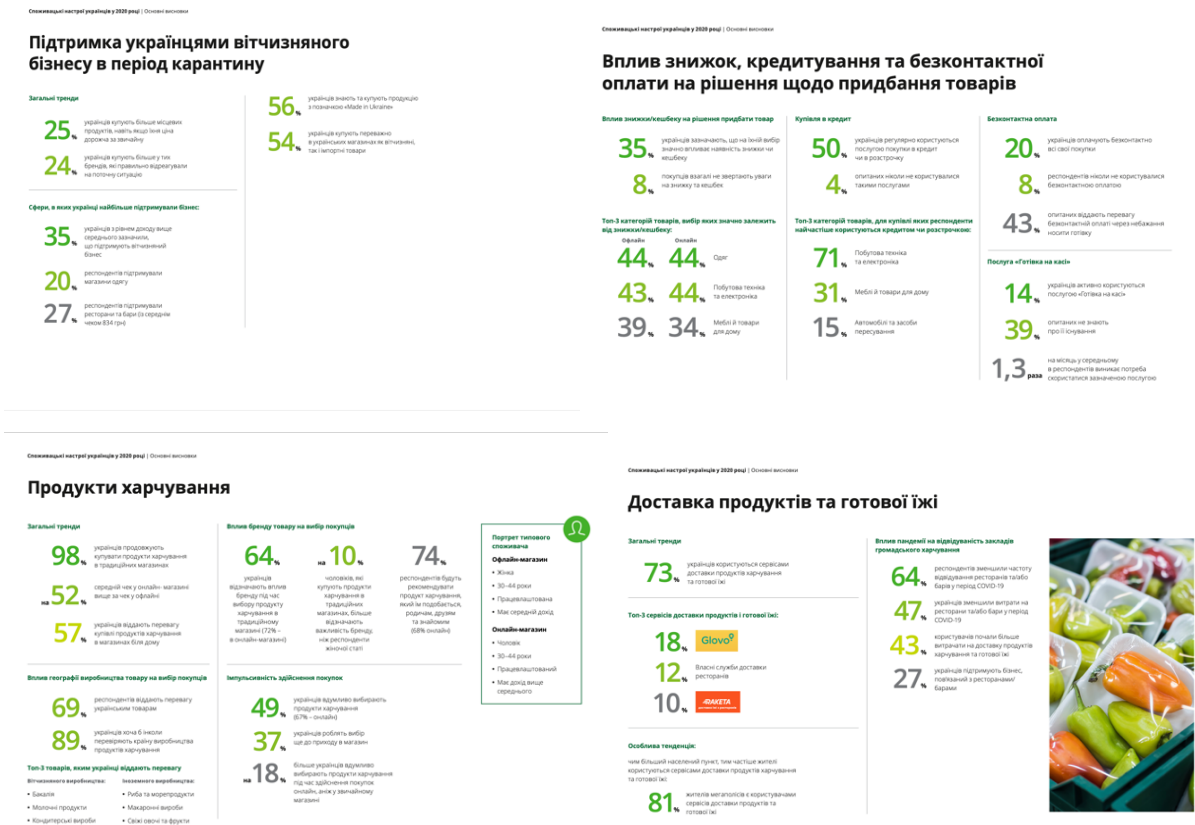 Споживацькі настрої українців у 2020 році | Основні висновки
Підтримка українцями вітчизняного
бізнесу в період карантину
Загальні тренди
25%
українців купують більше місцевих
продуктів, навіть якщо їхня ціна
дорожча за звичайну
24%
українців купують більше у тих
брендів, які правильно відреагували
на поточну ситуацію
Сфери, в яких українці найбільше підтримували бізнес:
35%
українців з рівнем доходу вище
середнього зазначили,
що підтримують вітчизняний
бізнес
20%
респондентів підтримували
магазини одягу
27%
респондентів підтримували
ресторани та бари (із середнім
чеком 834 грн)
56%
українців знають та купують продукцію
з позначкою «Made in Ukraine»
54%
українців купують переважно
в українських магазинах як вітчизняні,
так і імпортні товари
Споживацькі настрої українців у 2020 році | Основні висновки
Вплив знижок, кредитування та безконтактної
оплати на рішення щодо придбання товарів
Вплив знижки/кешбеку на рішення придбати товар
35%
українців зазначають, що на їхній вибір
значно впливає наявність знижки чи
кешбеку
8%
покупців взагалі не звертають уваги
на знижку та кешбек
Топ-3 категорій товарів, вибір яких значно залежить
від знижки/кешбеку:
Офлайн Онлайн
44% 44% Одяг
43% 44% Побутова техніка
та електроніка
39% 34% Меблі й товари
для дому
Купівля в кредит
50%
українців регулярно користуються
послугою покупки в кредит
чи в розстрочку
4%
опитаних ніколи не користувалися
такими послугами
Топ-3 категорій товарів, для купівлі яких респонденти
найчастіше користуються кредитом чи розстрочкою:
71%
Побутова техніка
та електроніка
31%
Меблі й товари для дому
15%
Автомобілі та засоби
пересування
Безконтактна оплата
20%
українців оплачують безконтактно
всі свої покупки
8%
респондентів ніколи не користувалися
безконтактною оплатою
43%
опитаних віддають перевагу
безконтактній оплаті через небажання
носити готівку
Послуга «Готівка на касі»
14%
українців активно користуються
послугою «Готівка на касі»
39%
опитаних не знають
про її існування
1,3 раза
на місяць у середньому
в респондентів виникає потреба
скористатися зазначеною послугою
Споживацькі настрої українців у 2020 році | Основні висновки
Продукти харчування
Загальні тренди
98%
українців продовжують
купувати продукти харчування
в традиційних магазинах
на 52%
середній чек у онлайн- магазині
вище за чек у офлайні
57%
українців віддають перевагу
купівлі продуктів харчування
в магазинах біля дому
Вплив географії виробництва товару на вибір покупців
69%
респондентів віддають перевагу
українським товарам
89%
українців хоча б інколи
перевіряють країну виробництва
продуктів харчування
Топ-3 товарів, яким українці віддають перевагу
Вітчизняного виробництва: Іноземного виробництва:
• Бакалія • Риба та морепродукти
• Молочні продукти • Макаронні вироби
• Кондитерські вироби • Свіжі овочі та фрукти
Вплив бренду товару на вибір покупців
64%
українців
відзначають вплив
бренду під час
вибору продукту
харчування в
традиційному
магазині (72% –
в онлайн-магазині)
на 10%
чоловіків, які
купують продукти
харчування в
традиційних
магазинах, більше
відзначають
важливість бренду,
ніж респонденти
жіночої статі
74%
респондентів будуть
рекомендувати
продукт харчування,
який їм подобається,
родичам, друзям
та знайомим
(68% онлайн)
Імпульсивність здійснення покупок
49%
українців вдумливо вибирають
продукти харчування
(67% – онлайн)
37%
українців роблять вибір
ще до приходу в магазин
на 18%
більше українців вдумливо
вибирають продукти харчування
під час здійснення покупок
онлайн, аніж у звичайному
магазині
Портрет типового
споживача
Офлайн-магазин
• Жінка
• 30–44 роки
• Працевлаштована
• Має середній дохід
Онлайн-магазин
• Чоловік
• 30–44 роки
• Працевлаштований
• Має дохід вище
середнього
Споживацькі настрої українців у 2020 році | Основні висновки
Доставка продуктів та готової їжі
Загальні тренди
73%
українців користуються сервісами
доставки продуктів харчування
та готової їжі
Топ-3 сервісів доставки продуктів і готової їжі:
18% Glovo
12%
Власні служби доставки
ресторанів
10% RAKETA
Особлива тенденція:
чим більший населений пункт, тим частіше жителі
користуються сервісами доставки продуктів харчування
та готової їжі
81%
жителів мегаполісів є користувачами
сервісів доставки продуктів та
готової їжі
Вплив пандемії на відвідуваність закладів
громадського харчування
64%
респондентів зменшили частоту
відвідування ресторанів та/або
барів у період COVID-19
47%
українців зменшили витрати на
ресторани та/або бари у період
COVID-19
43%
користувачів почали більше
витрачати на доставку продуктів
харчування та готової їжі
27%
українців підтримують бізнес,
пов'язаний з ресторанами/
барами